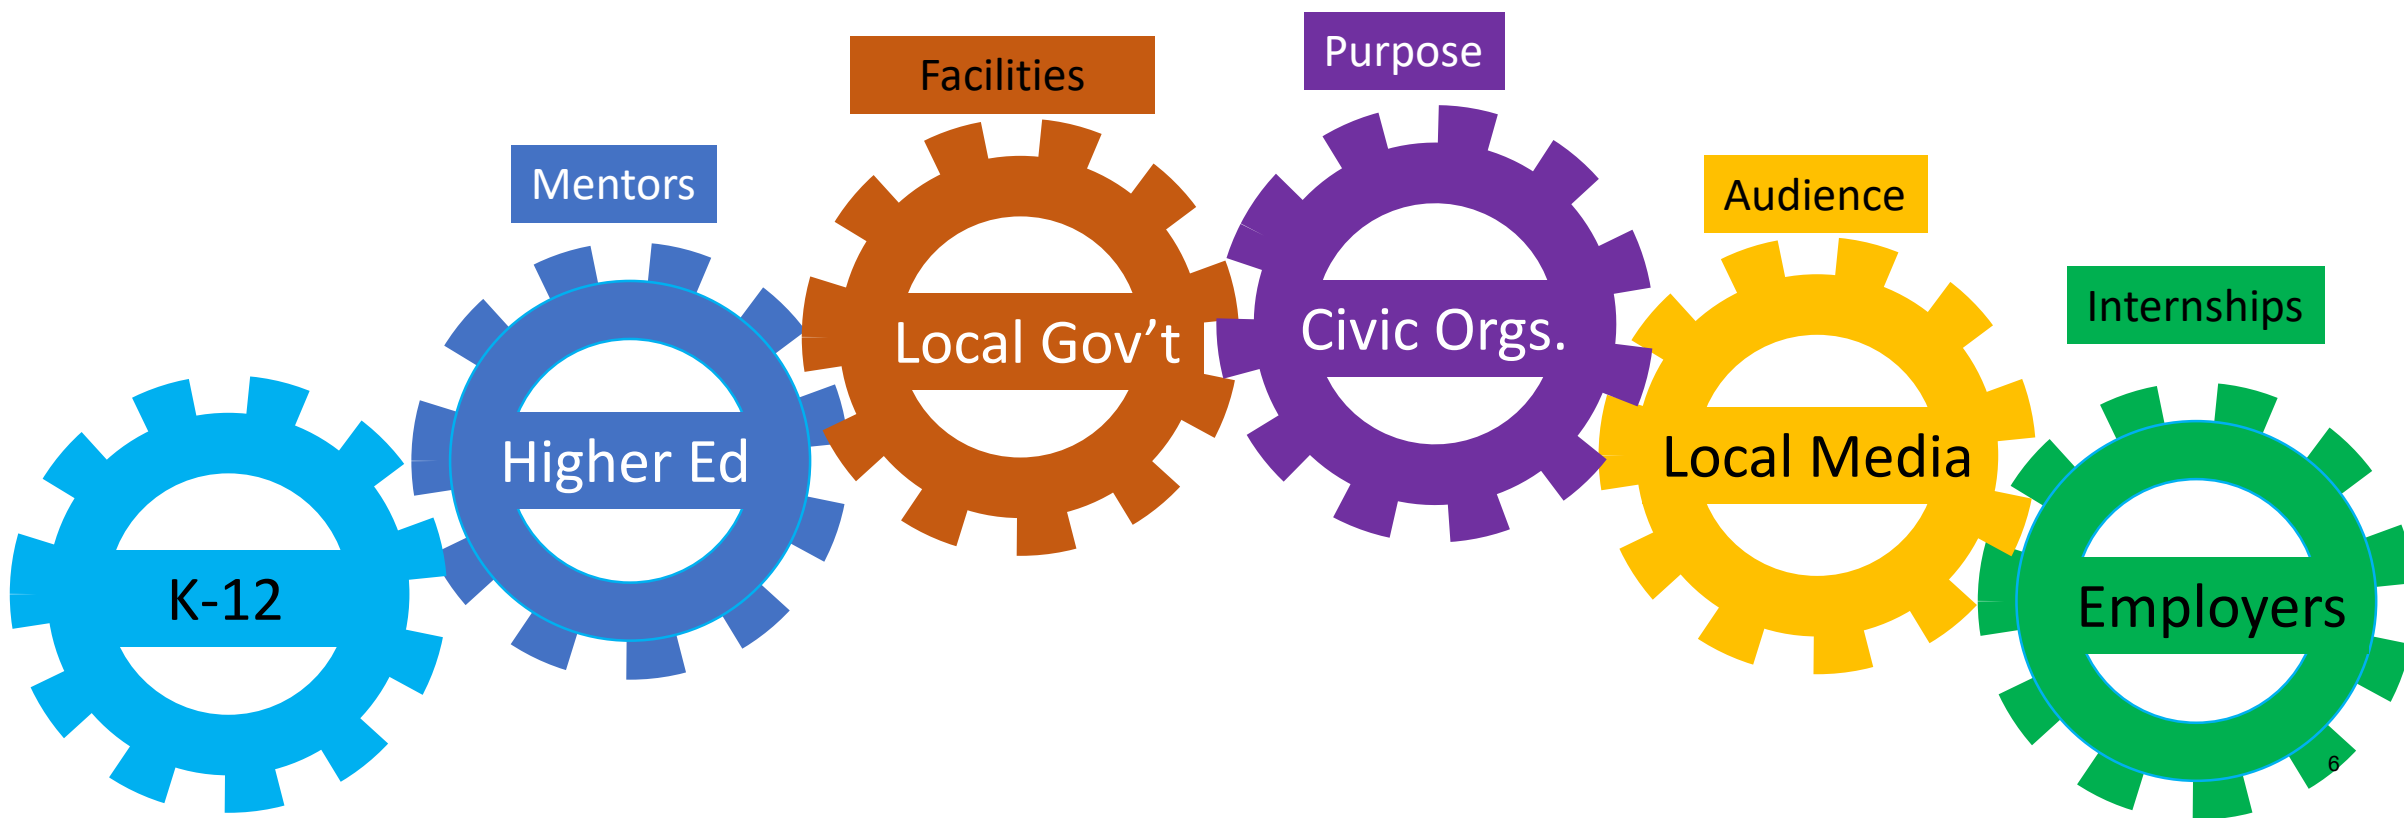 Purpose
Facilities
Mentors
Audience
Internships
Local Gov’t
Civic Orgs.
Higher Ed
Local Media
K-12
Employers
6